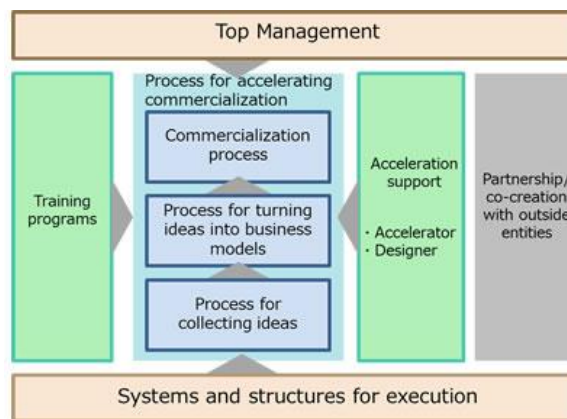 Top Management
Process for accelerating
commercialization
Commercialization
process
Process for turning
ideas into business
models
Process for
collecting ideas
Training
programs
Acceleration
support
・Accelerator
・Designer
Partnership/
co-creation
with outside
entities
Systems and structures for execution